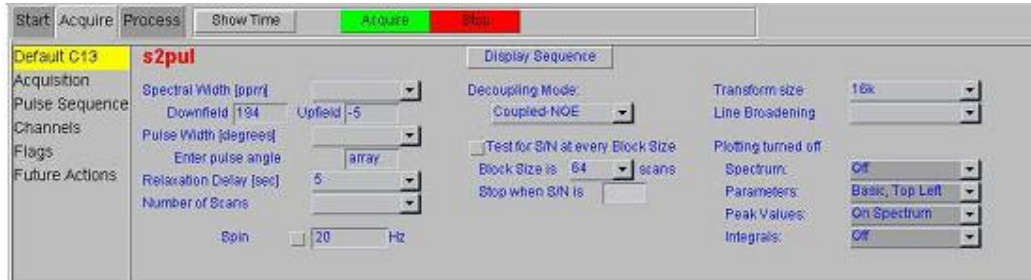 Start Acquire Process Show Time Acquire Stop
Default C13
Acquisition
Pulse Sequence
Channels
Flags
Future Actions
s2pul
Display Sequence
Spectral Width [ppm]
Downfield 194 Upfield -5
Pulse Width [degrees]
Enter pulse angle array
Relaxation Delay [sec] 5
Number of Scans
Spin 20 Hz
Decoupling Mode:
Coupled-NOE
Test for S/N at every Block Size
Block Size is 64 scans
Stop when S/N is
Transform size 16k
Line Broadening
Plotting turned off
Spectrum: Off
Parameters: Basic, Top Left
Peak Values: On Spectrum
Integrals: Off